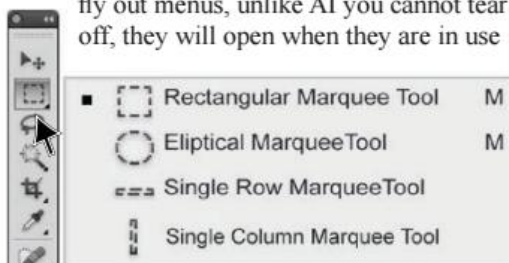 fly out menus, unlike AI you cannot tear
off, they will open when they are in use
Rectangular Marquee Tool M
Eliptical MarqueeTool M
Single Row MarqueeTool
Single Column Marquee Tool